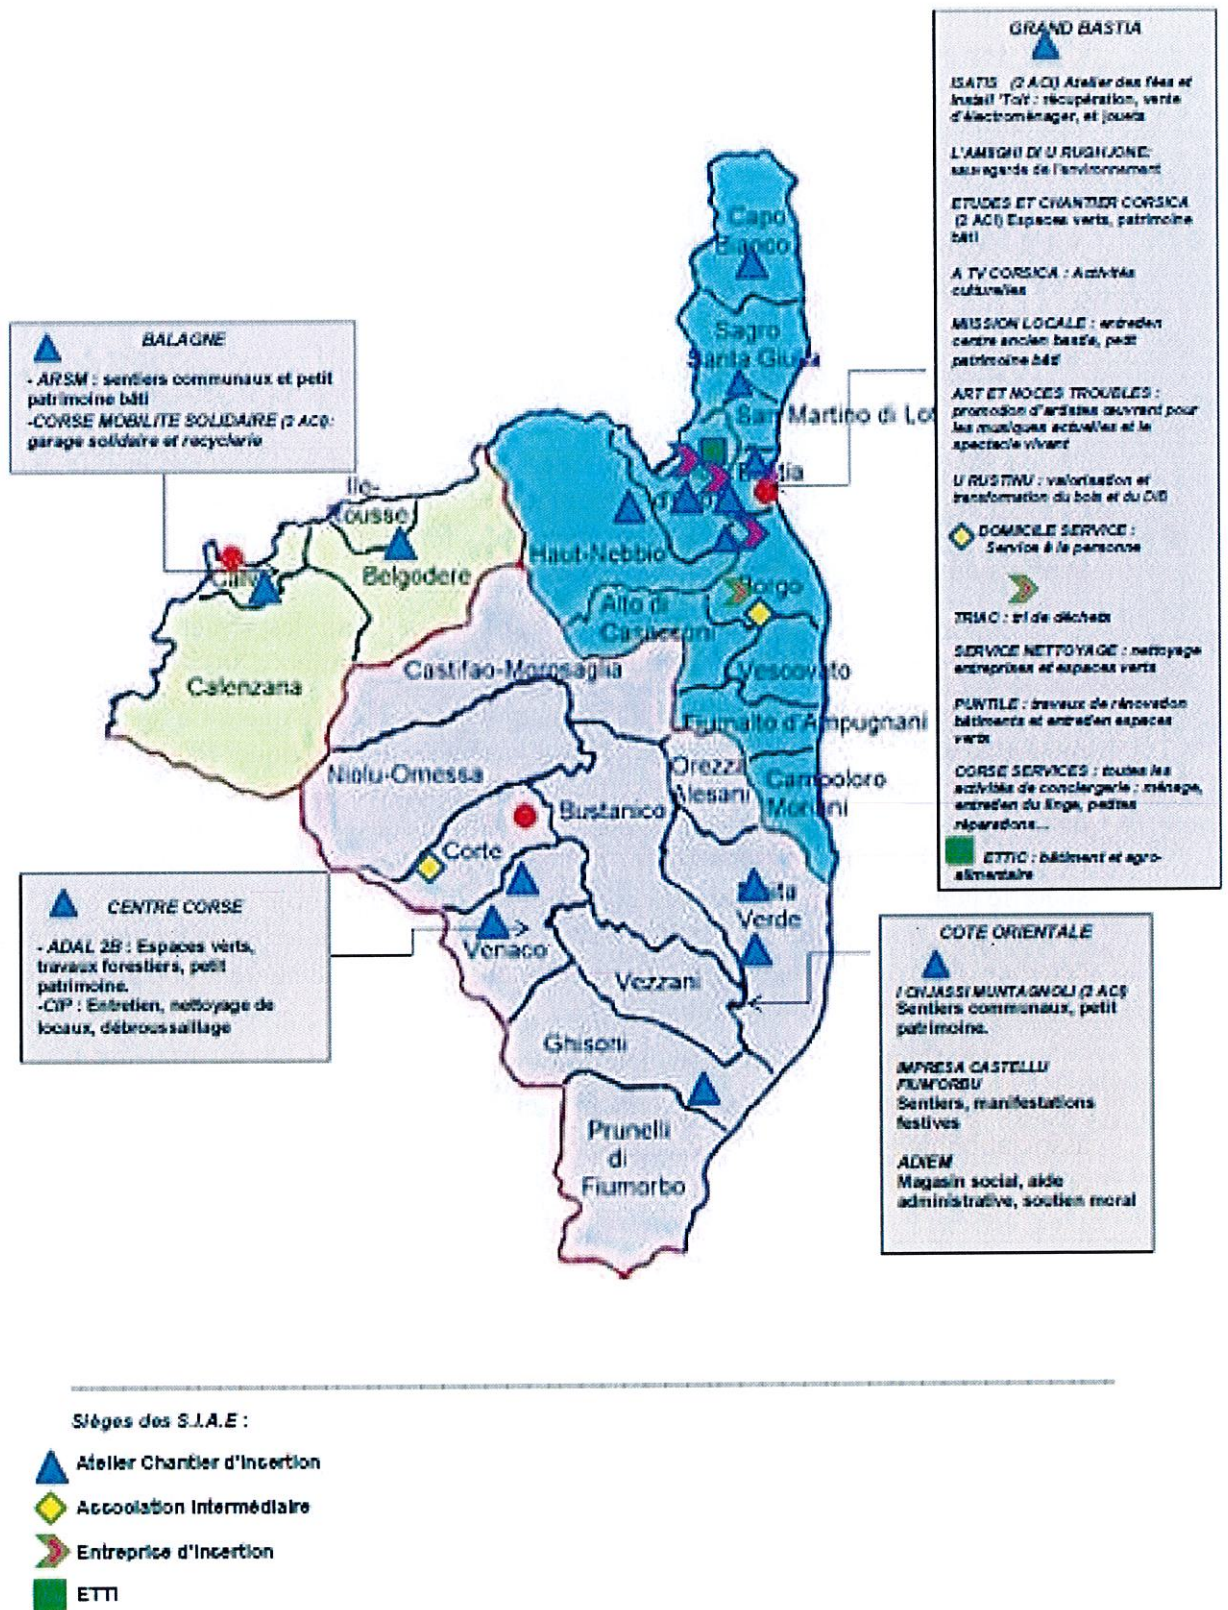 GRAND BASTIA
ISATIS (2 ACI) Atelier des fées et
Install 'Toit : récupération, vente
d'électroménager, et jouets
L'AMIGHI DI U RUGHJONE:
sauvegarde de l'environnement
ETUDES ET CHANTIER CORSICA
(2 ACI) Espaces verts, patrimoine
bâti
A TV CORSICA : Activités
culturelles
MISSION LOCALE : entretien
centre ancien bastia, petit
patrimoine bâti
ART ET NOCES TROUBLES :
promotion d'artistes œuvrant pour
les musiques actuelles et le
spectacle vivant
U RUSTINU : valorisation et
transformation du bois et du DIB
DOMICILE SERVICE :
Service à la personne
TRIAC : tri de déchets
SERVICE NETTOYAGE : nettoyage
entreprises et espaces verts
PUNTILE : travaux de rénovation
bâtiments et entretien espaces
verts
CORSE SERVICES : toutes les
activités de conciergerie : ménage,
entretien du linge, petites
réparations...
ETTIC : bâtiment et agro-
alimentaire
BALAGNE
- ARSM : sentiers communaux et petit
patrimoine bâti
-CORSE MOBILITE SOLIDAIRE (2 ACI):
garage solidaire et recyclerie
Capo
Bianco
Sagro
Santa Giulia
San Martino di Lot
Bastia
Ile-
Rousse
Haut-Nebbio
Calvi
Belgodere
Borgo
Alto di
Casacconi
Castifao-Morosaglia
Vescovato
Calenzana
Fiumalto d'Ampugnani
Niolu-Omessa
Orezza
Alesani
Campoloro
Moriani
Bustanico
Corte
Verde
Venaco
Vezzani
Ghisoni
Prunelli
di
Fiumorbo
CENTRE CORSE
- ADAL 2B : Espaces verts,
travaux forestiers, petit
patrimoine.
-CIP : Entretien, nettoyage de
locaux, débroussaillage
COTE ORIENTALE
I CHJASSI MUNTAGNOLI (2 ACI)
Sentiers communaux, petit
patrimoine.
IMPRESA CASTELLU
FIUM'ORBU
Sentiers, manifestations
festives
ADIEM
Magasin social, aide
administrative, soutien moral
Sièges des S.I.A.E :
Atelier Chantier d'Insertion
Association Intermédiaire
Entreprise d'Insertion
ETTI